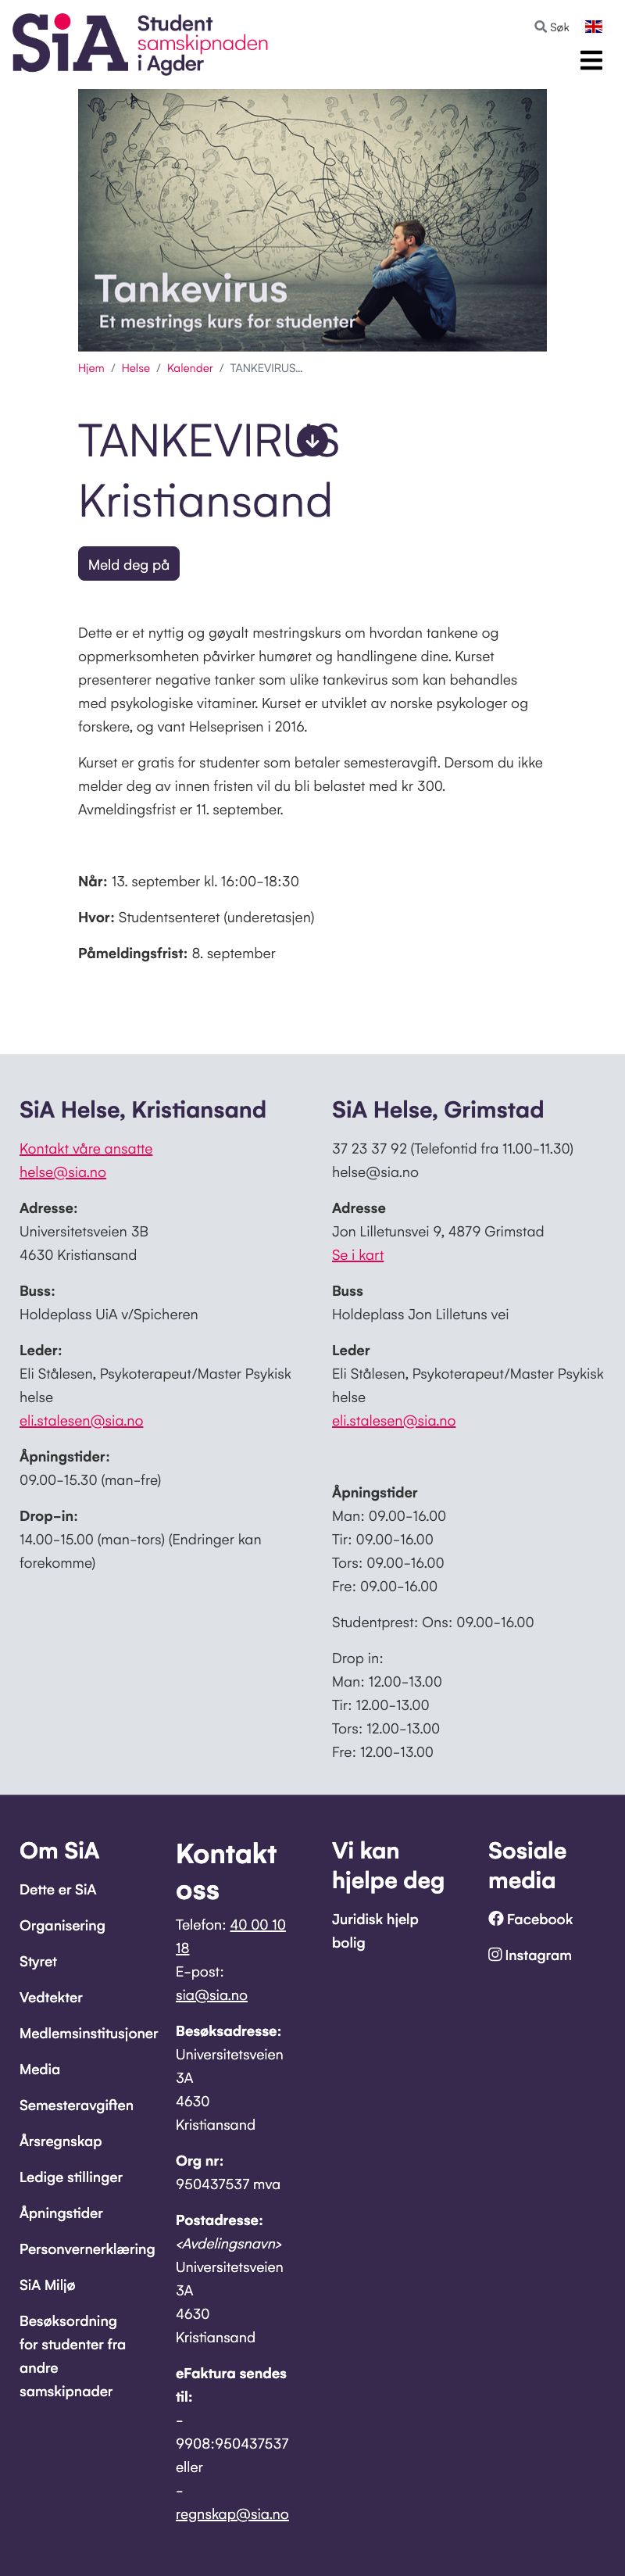 SiA Student
samskipnaden
i Agder
Søk
Tankevirus
Et mestrings kurs for studenter
Hjem / Helse / Kalender / TANKEVIRUS...
TANKEVIRUS
Kristiansand
Meld deg på
Dette er et nyttig og gøyalt mestringskurs om hvordan tankene og
oppmerksomheten påvirker humøret og handlingene dine. Kurset
presenterer negative tanker som ulike tankevirus som kan behandles
med psykologiske vitaminer. Kurset er utviklet av norske psykologer og
forskere, og vant Helseprisen i 2016.
Kurset er gratis for studenter som betaler semesteravgift. Dersom du ikke
melder deg av innen fristen vil du bli belastet med kr 300.
Avmeldingsfrist er 11. september.
Når: 13. september kl. 16:00-18:30
Hvor: Studentsenteret (underetasjen)
Påmeldingsfrist: 8. september
SiA Helse, Kristiansand
Kontakt våre ansatte
helse@sia.no
Adresse:
Universitetsveien 3B
4630 Kristiansand
Buss:
Holdeplass UiA v/Spicheren
Leder:
Eli Stålesen, Psykoterapeut/Master Psykisk
helse
eli.stalesen@sia.no
Åpningstider:
09.00-15.30 (man-fre)
Drop-in:
14.00-15.00 (man-tors) (Endringer kan
forekomme)
SiA Helse, Grimstad
37 23 37 92 (Telefontid fra 11.00-11.30)
helse@sia.no
Adresse
Jon Lilletunsvei 9, 4879 Grimstad
Se i kart
Buss
Holdeplass Jon Lilletuns vei
Leder
Eli Stålesen, Psykoterapeut/Master Psykisk
helse
eli.stalesen@sia.no
Åpningstider
Man: 09.00-16.00
Tir: 09.00-16.00
Tors: 09.00-16.00
Fre: 09.00-16.00
Studentprest: Ons: 09.00-16.00
Drop in:
Man: 12.00-13.00
Tir: 12.00-13.00
Tors: 12.00-13.00
Fre: 12.00-13.00
Om SiA
Dette er SiA
Organisering
Styret
Vedtekter
Medlemsinstitusjoner
Media
Semesteravgiften
Årsregnskap
Ledige stillinger
Åpningstider
Personvernerklæring
SiA Miljø
Besøksordning
for studenter fra
andre
samskipnader
Kontakt
oss
Telefon: 40 00 10
18
E-post:
sia@sia.no
Besøksadresse:
Universitetsveien
3A
4630
Kristiansand
Org nr:
950437537 mva
Postadresse:
<Avdelingsnavn>
Universitetsveien
3A
4630
Kristiansand
eFaktura sendes
til:
-
9908:950437537
eller
-
regnskap@sia.no
Vi kan
hjelpe deg
Juridisk hjelp
bolig
Sosiale
media
Facebook
Instagram